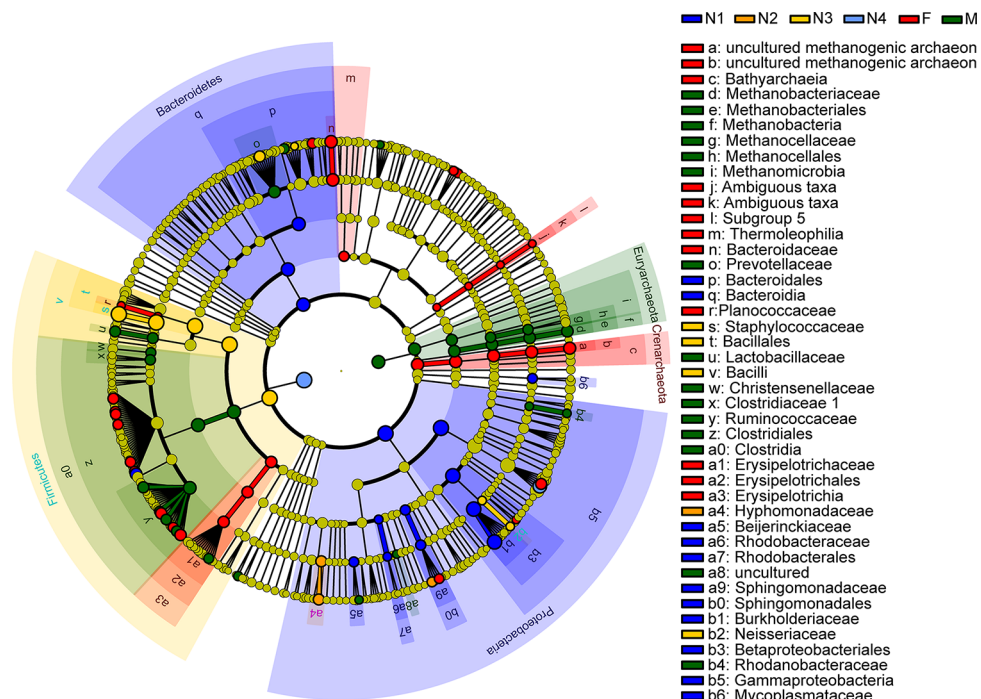 N1 N2 N3 N4 F M
a: uncultured methanogenic archaeon
b: uncultured methanogenic archaeon
c: Bathyarchaeia
d: Methanobacteriaceae
e: Methanobacteriales
f: Methanobacteria
g: Methanocellaceae
h: Methanocellales
i: Methanomicrobia
j: Ambiguous taxa
k: Ambiguous taxa
l: Subgroup 5
m: Thermoleophilia
n: Bacteroidaceae
o: Prevotellaceae
p: Bacteroidales
q: Bacteroidia
r:Planococcaceae
s: Staphylococcaceae
t: Bacillales
u: Lactobacillaceae
v: Bacilli
w: Christensenellaceae
x: Clostridiaceae 1
y: Ruminococcaceae
z: Clostridiales
a0: Clostridia
a1: Erysipelotrichaceae
a2: Erysipelotrichales
a3: Erysipelotrichia
a4: Hyphomonadaceae
a5: Beijerinckiaceae
a6: Rhodobacteraceae
a7: Rhodobacterales
a8: uncultured
a9: Sphingomonadaceae
b0: Sphingomonadales
b1: Burkholderiaceae
b2: Neisseriaceae
b3: Betaproteobacteriales
b4: Rhodanobacteraceae
b5: Gammaproteobacteria
b6: Mycoplasmataceae
Bacteroidetes
q
p
o
n
m
l
k
j
Euryarchaeota
i
f
h
e
g
d
Crenarchaeota
a
b
c
b6
b4
b5
b3
b1
Proteobacteria
b0
a9
a8
a6
a7
a5
a4
a3
a2
a1
Firmicutes
a0
z
y
x
w
u
v
t
s
r